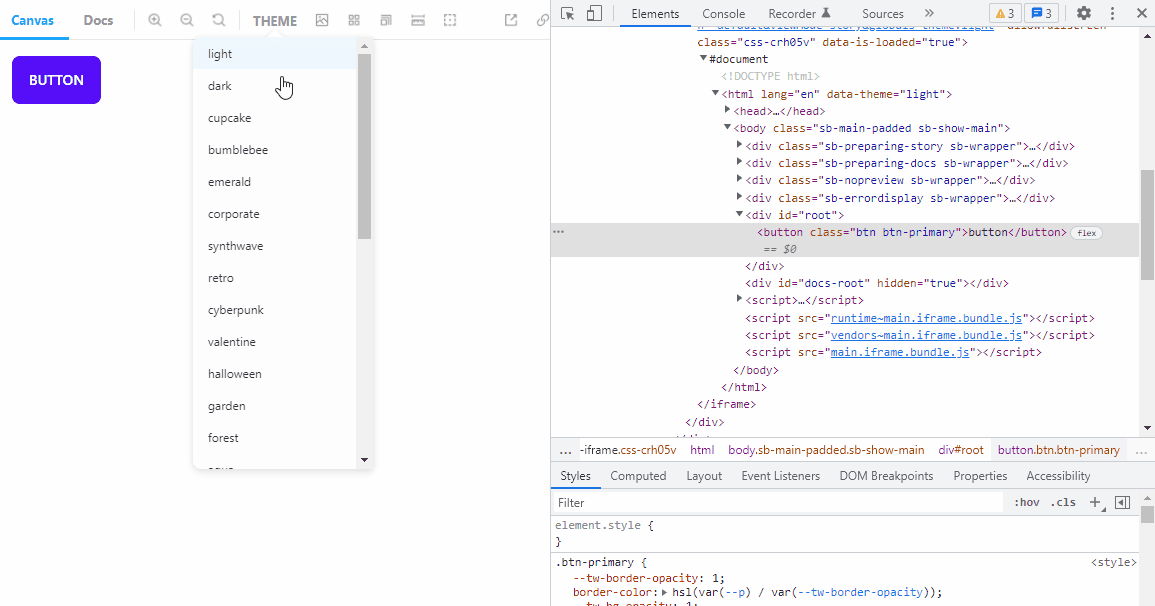 Canvas Docs THEME
BUTTON
light
dark
cupcake
bumblebee
emerald
corporate
synthwave
retro
cyberpunk
valentine
halloween
garden
forest
Elements Console Recorder Sources » 3 3
class="css-crh05v" data-is-loaded="true">
#document
<!DOCTYPE html>
<html lang="en" data-theme="light">
<head>…</head>
<body class="sb-main-padded sb-show-main">
<div class="sb-preparing-story sb-wrapper">…</div>
<div class="sb-preparing-docs sb-wrapper">…</div>
<div class="sb-nopreview sb-wrapper">…</div>
<div class="sb-errordisplay sb-wrapper">…</div>
<div id="root">
<button class="btn btn-primary">button</button> flex
== $0
</div>
<div id="docs-root" hidden="true"></div>
<script>…</script>
<script src="runtime~main.iframe.bundle.js"></script>
<script src="vendors~main.iframe.bundle.js"></script>
<script src="main.iframe.bundle.js"></script>
</body>
</html>
</iframe>
</div>
... -iframe.css-crh05v html body.sb-main-padded.sb-show-main div#root button.btn.btn-primary ...
Styles Computed Layout Event Listeners DOM Breakpoints Properties Accessibility
Filter :hov .cls +
element.style {
}
.btn-primary { <style>
--tw-border-opacity: 1;
border-color: hsl(var(--p) / var(--tw-border-opacity));
--tw-bg-opacity: 1;